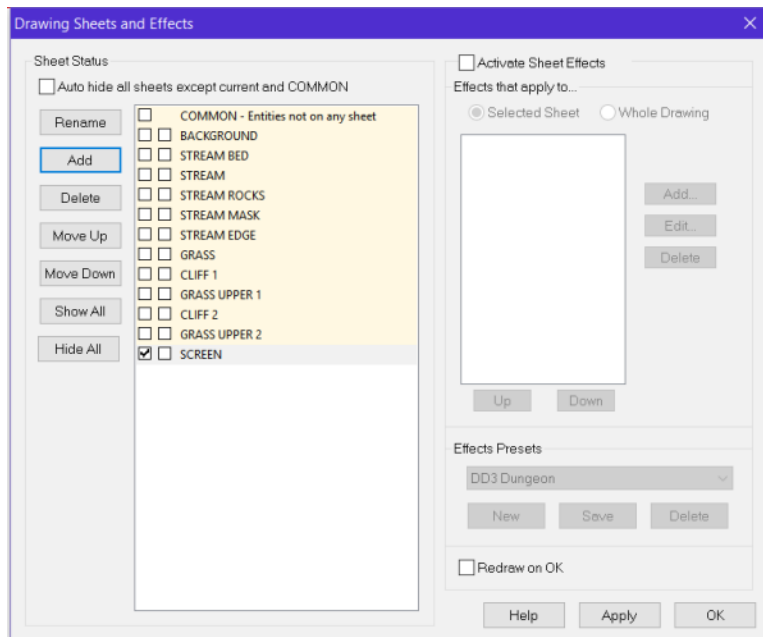 Drawing Sheets and Effects
Sheet Status
Auto hide all sheets except current and COMMON
Rename
Add
Delete
Move Up
Move Down
Show All
Hide All
COMMON - Entities not on any sheet
BACKGROUND
STREAM BED
STREAM
STREAM ROCKS
STREAM MASK
STREAM EDGE
GRASS
CLIFF 1
GRASS UPPER 1
CLIFF 2
GRASS UPPER 2
SCREEN
Activate Sheet Effects
Effects that apply to...
Selected Sheet Whole Drawing
Add...
Edit...
Delete
Up Down
Effects Presets
DD3 Dungeon
New Save Delete
Redraw on OK
Help Apply OK